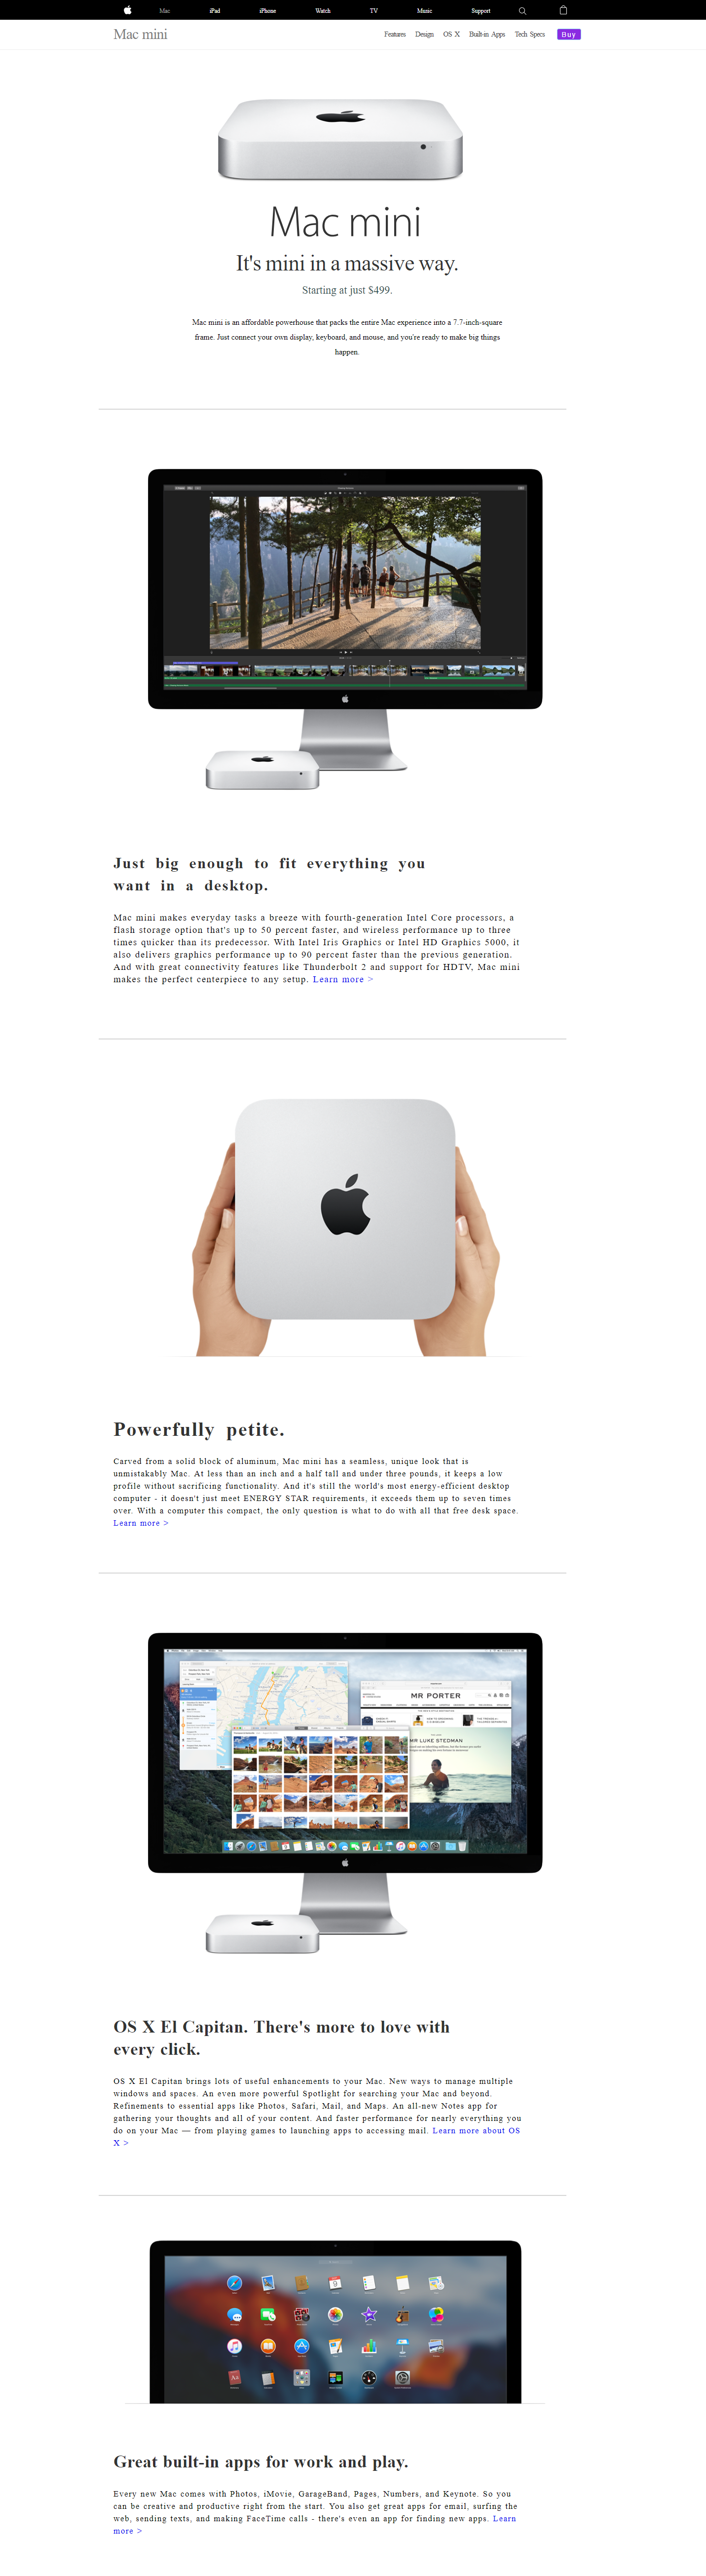 Mac
iPad
iPhone
Watch
TV
Music
Support
Mac mini
Features
Design
OS X
Built-in Apps
Tech Specs
Buy
Mac mini
It's mini in a massive way.
Starting at just $499.
Mac mini is an affordable powerhouse that packs the entire Mac experience into a 7.7-inch-square
frame. Just connect your own display, keyboard, and mouse, and you're ready to make big things
happen.
Just big enough to fit everything you
want in a desktop.
Mac mini makes everyday tasks a breeze with fourth-generation Intel Core processors, a
flash storage option that's up to 50 percent faster, and wireless performance up to three
times quicker than its predecessor. With Intel Iris Graphics or Intel HD Graphics 5000, it
also delivers graphics performance up to 90 percent faster than the previous generation.
And with great connectivity features like Thunderbolt 2 and support for HDTV, Mac mini
makes the perfect centerpiece to any setup. Learn more >
Powerfully petite.
Carved from a solid block of aluminum, Mac mini has a seamless, unique look that is
unmistakably Mac. At less than an inch and a half tall and under three pounds, it keeps a low
profile without sacrificing functionality. And it's still the world's most energy-efficient desktop
computer - it doesn't just meet ENERGY STAR requirements, it exceeds them up to seven times
over. With a computer this compact, the only question is what to do with all that free desk space.
Learn more >
MR PORTER
MR LUKE STEDMAN
OS X El Capitan. There's more to love with
every click.
OS X El Capitan brings lots of useful enhancements to your Mac. New ways to manage multiple
windows and spaces. An even more powerful Spotlight for searching your Mac and beyond.
Refinements to essential apps like Photos, Safari, Mail, and Maps. An all-new Notes app for
gathering your thoughts and all of your content. And faster performance for nearly everything you
do on your Mac — from playing games to launching apps to accessing mail. Learn more about OS
X >
Great built-in apps for work and play.
Every new Mac comes with Photos, iMovie, GarageBand, Pages, Numbers, and Keynote. So you
can be creative and productive right from the start. You also get great apps for email, surfing the
web, sending texts, and making FaceTime calls - there's even an app for finding new apps. Learn
more >